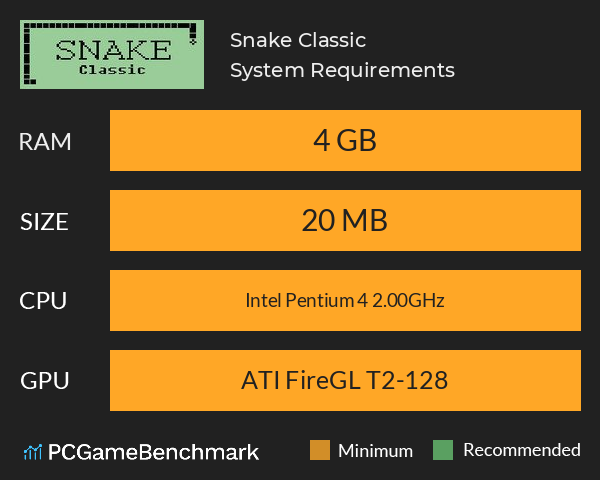 SNAKE
Classic
Snake Classic
System Requirements
RAM
4 GB
SIZE
20 MB
CPU
Intel Pentium 4 2.00GHz
GPU
ATI FireGL T2-128
PCGameBenchmark
Minimum
Recommended